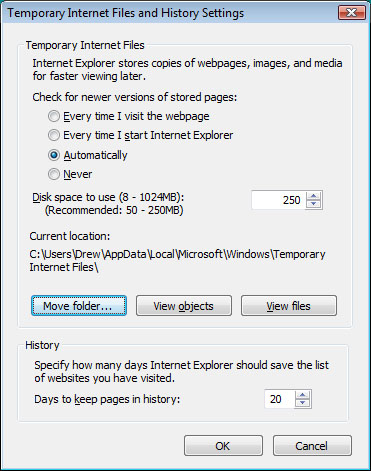 Temporary Internet Files and History Settings
Temporary Internet Files
Internet Explorer stores copies of webpages, images, and media
for faster viewing later.
Check for newer versions of stored pages:
Every time I visit the webpage
Every time I start Internet Explorer
Automatically
Never
Disk space to use (8 - 1024MB):
250
(Recommended: 50 - 250MB)
Current location:
C:\Users\Drew\AppData\Local\Microsoft\Windows\Temporary
Internet Files\
Move folder... View objects View files
History
Specify how many days Internet Explorer should save the list
of websites you have visited.
Days to keep pages in history: 20
OK Cancel